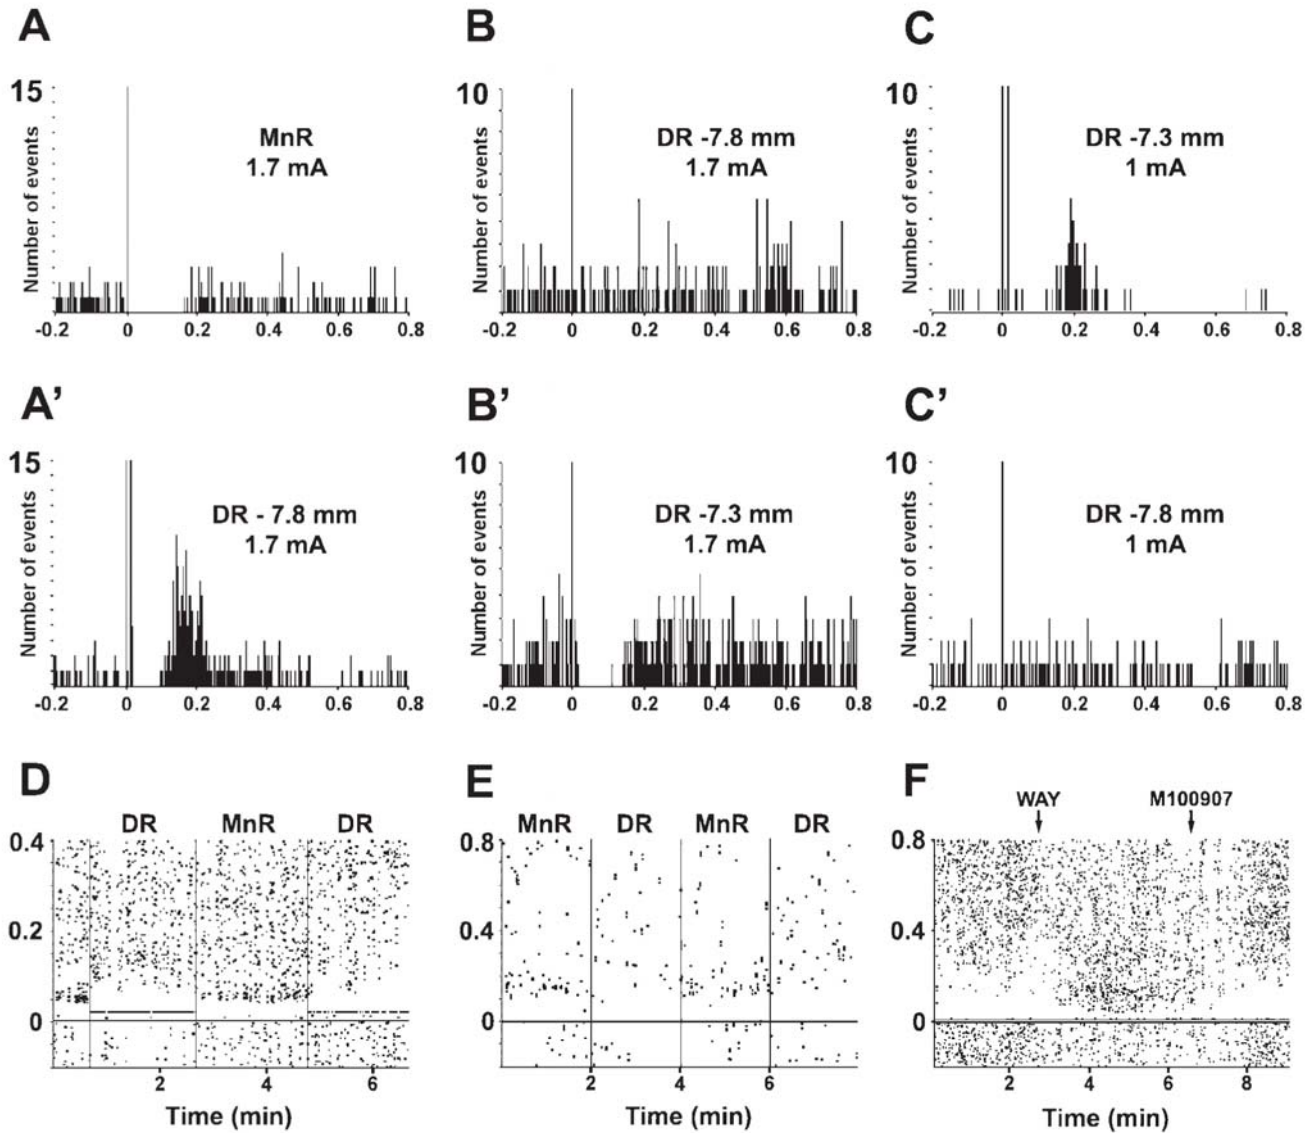 A
15
Number of events
MnR
1.7 mA
-0.2 0 0.2 0.4 0.6 0.8
B
10
Number of events
DR -7.8 mm
1.7 mA
-0.2 0 0.2 0.4 0.6 0.8
C
10
Number of events
DR -7.3 mm
1 mA
-0.2 0 0.2 0.4 0.6 0.8
A'
15
Number of events
DR - 7.8 mm
1.7 mA
-0.2 0 0.2 0.4 0.6 0.8
B'
10
Number of events
DR -7.3 mm
1.7 mA
-0.2 0 0.2 0.4 0.6 0.8
C'
10
Number of events
DR -7.8 mm
1 mA
-0.2 0 0.2 0.4 0.6 0.8
D
DR MnR DR
0.4
0.2
0
2 4 6
Time (min)
E
MnR DR MnR DR
0.8
0.4
0
2 4 6
Time (min)
F
WAY M100907
0.8
0.4
0
2 4 6 8
Time (min)